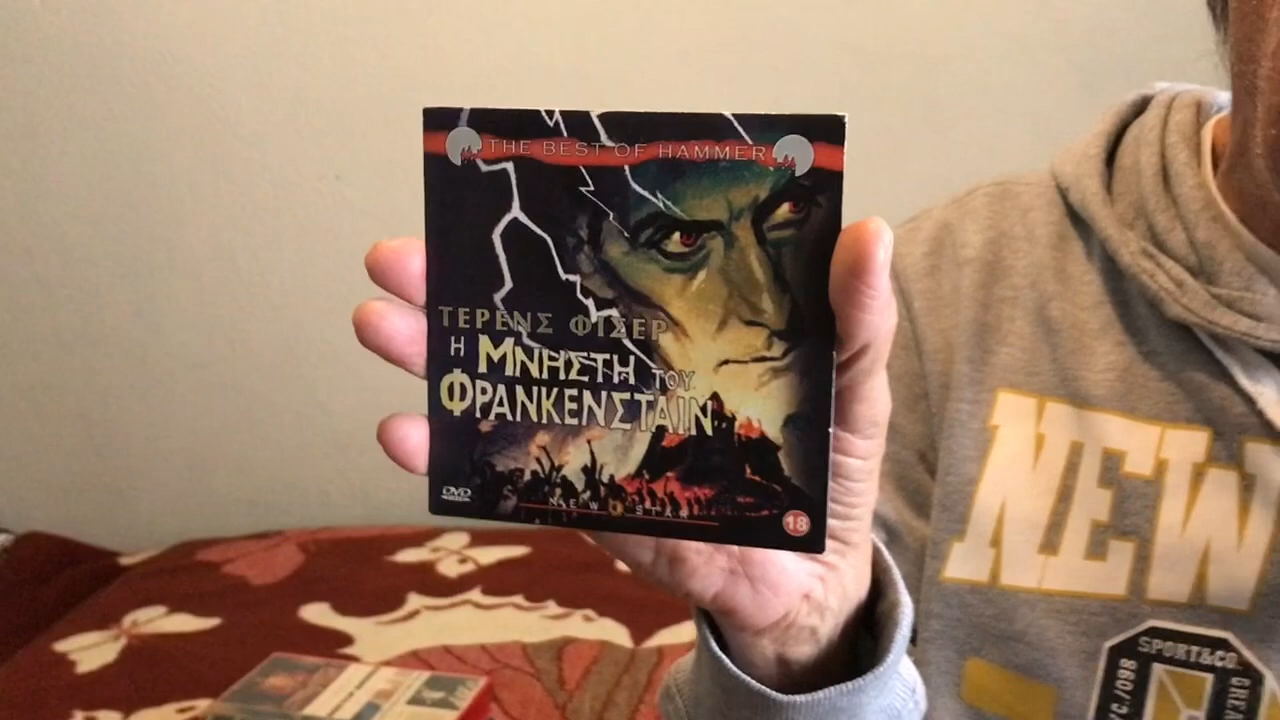 THE BEST OF HAMMER
ΤΕΡΕΝΣ ΦΙΣΕΡ
Η ΜΝΗΣΤΗ ΤΟΥ
ΦΡΑΝΚΕΝΣΤΑΙΝ
DVD
NEW STAR
18
NEW
SPORT&CO.